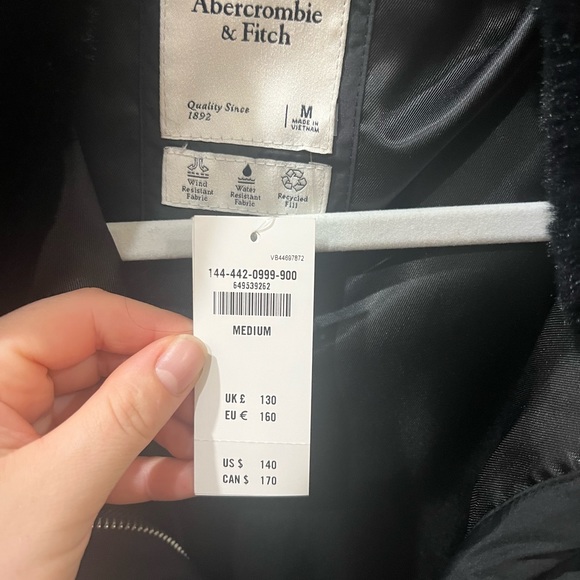 Abercrombie
& Fitch
Quality Since
1892
M
MADE IN
VIETNAM
Wind
Resistant
Fabric
Water
Resistant
Fabric
Recycled
Fill
VB44697872
144-442-0999-900
649539262
MEDIUM
UK £ 130
EU € 160
US $ 140
CAN $ 170